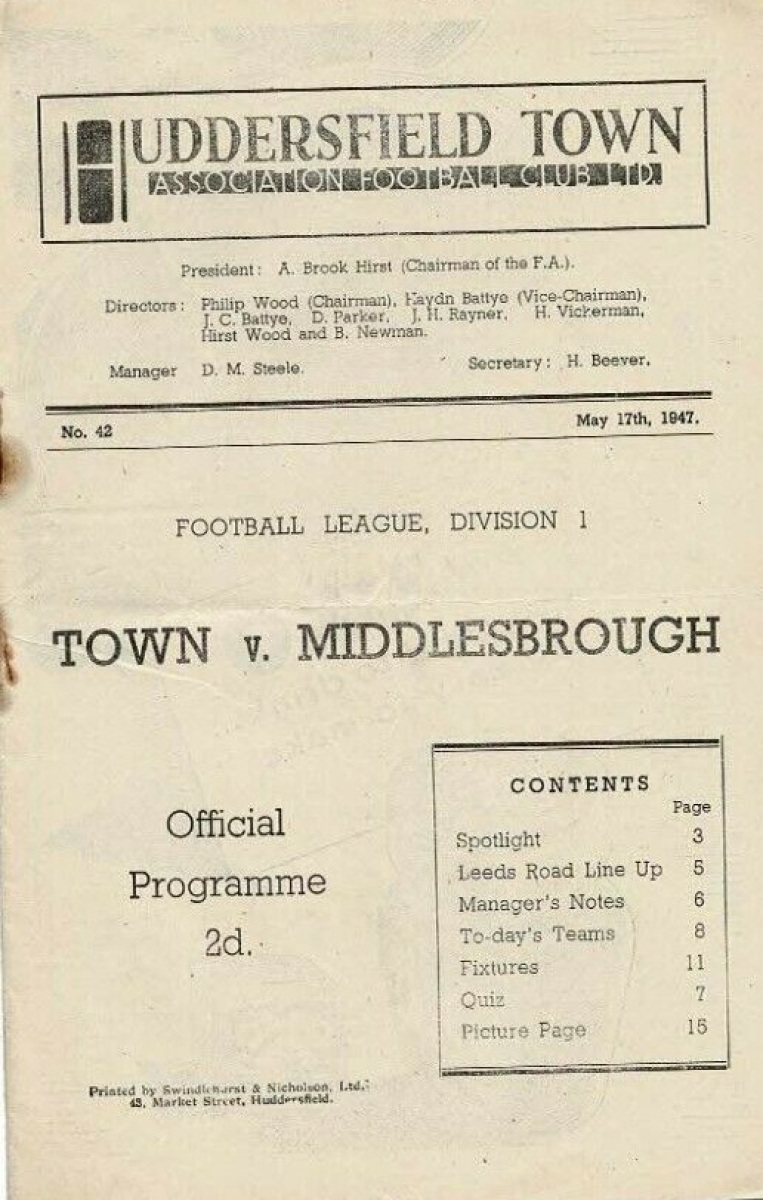 HUDDERSFIELD TOWN
ASSOCIATION FOOTBALL CLUB LTD.
President: A. Brook Hirst (Chairman of the F.A.).
Directors: Philip Wood (Chairman), Haydn Battye (Vice-Chairman),
J. C. Battye, D. Parker, J. H. Rayner, H. Vickerman,
Hirst Wood and B. Newman.
Manager D. M. Steele. Secretary: H. Beever.
No. 42 May 17th, 1947.
FOOTBALL LEAGUE, DIVISION 1
TOWN v. MIDDLESBROUGH
Official
Programme
2d.
CONTENTS
Page
Spotlight 3
Leeds Road Line Up 5
Manager's Notes 6
To-day's Teams 8
Fixtures 11
Quiz 7
Picture Page 15
Printed by Swindlehurst & Nicholson, Ltd.
43, Market Street, Huddersfield.